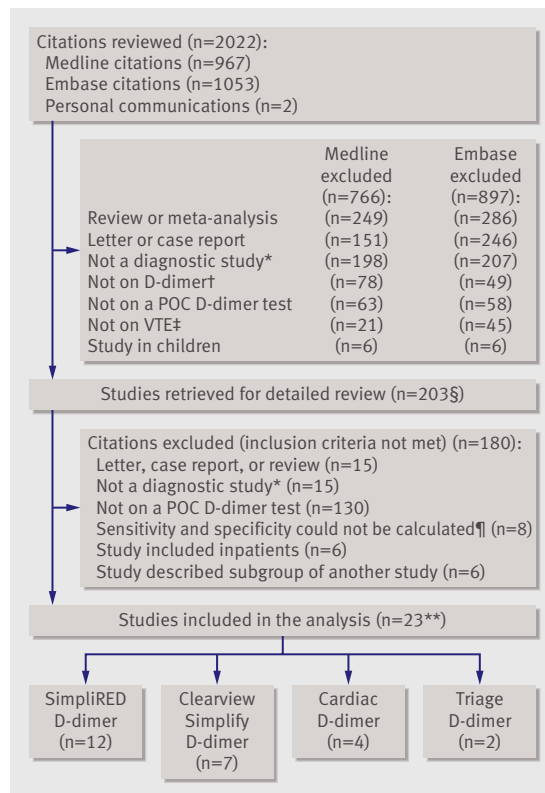 Citations reviewed (n=2022):
Medline citations (n=967)
Embase citations (n=1053)
Personal communications (n=2)
Medline excluded (n=766):
Embase excluded (n=897):
Review or meta-analysis (n=249) (n=286)
Letter or case report (n=151) (n=246)
Not a diagnostic study* (n=198) (n=207)
Not on D-dimer† (n=78) (n=49)
Not on a POC D-dimer test (n=63) (n=58)
Not on VTE‡ (n=21) (n=45)
Study in children (n=6) (n=6)
Studies retrieved for detailed review (n=203§)
Citations excluded (inclusion criteria not met) (n=180):
Letter, case report, or review (n=15)
Not a diagnostic study* (n=15)
Not on a POC D-dimer test (n=130)
Sensitivity and specificity could not be calculated¶ (n=8)
Study included inpatients (n=6)
Study described subgroup of another study (n=6)
Studies included in the analysis (n=23**)
SimpliRED
D-dimer
(n=12)
Clearview
Simplify
D-dimer
(n=7)
Cardiac
D-dimer
(n=4)
Triage
D-dimer
(n=2)